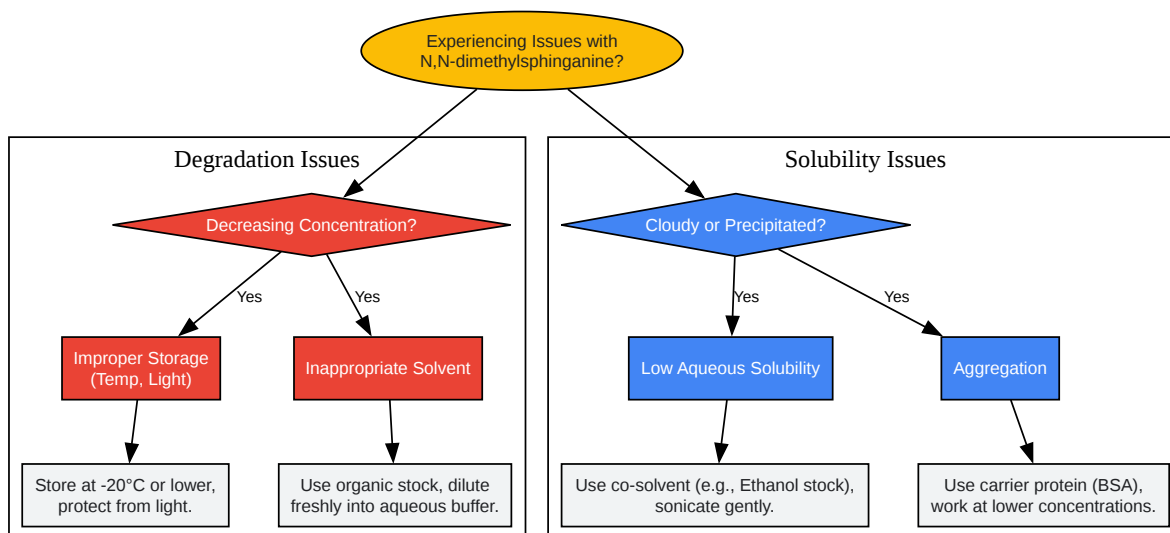 Experiencing Issues with
N,N-dimethylsphinganine?
Degradation Issues
Solubility Issues
Decreasing Concentration?
Cloudy or Precipitated?
Yes
Yes
Yes
Yes
Improper Storage
(Temp, Light)
Inappropriate Solvent
Low Aqueous Solubility
Aggregation
Store at -20°C or lower,
protect from light.
Use organic stock, dilute
freshly into aqueous buffer.
Use co-solvent (e.g., Ethanol stock),
sonicate gently.
Use carrier protein (BSA),
work at lower concentrations.